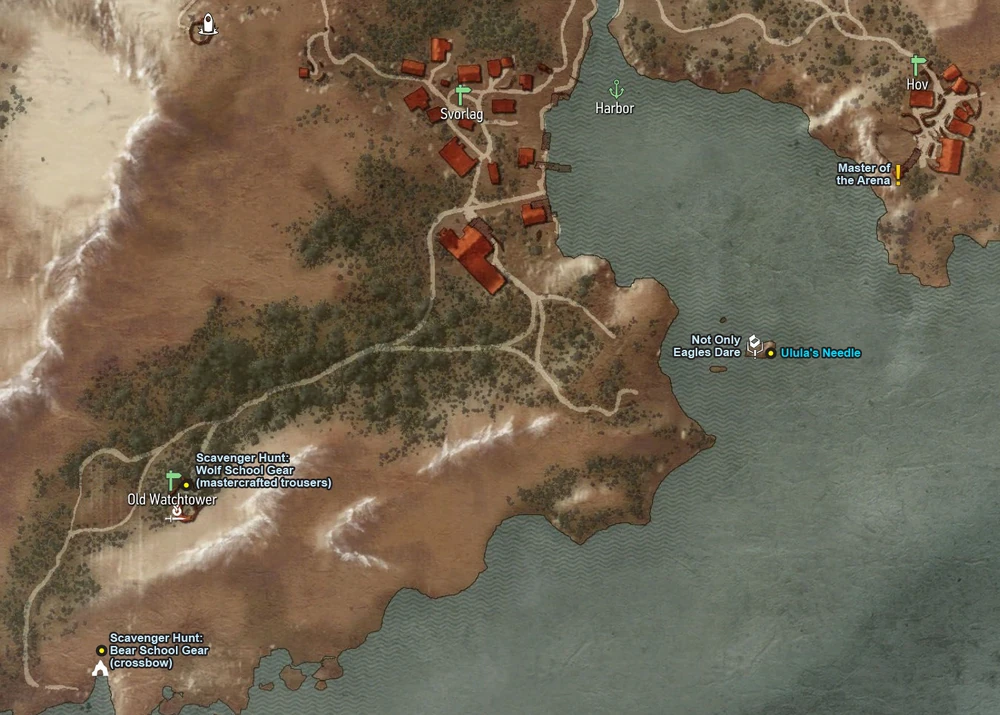 Hov
Harbor
Svorlag
Master of
the Arena
Not Only
Eagles Dare
Ulula's Needle
Scavenger Hunt:
Wolf School Gear
(mastercrafted trousers)
Old Watchtower
Scavenger Hunt:
Bear School Gear
(crossbow)